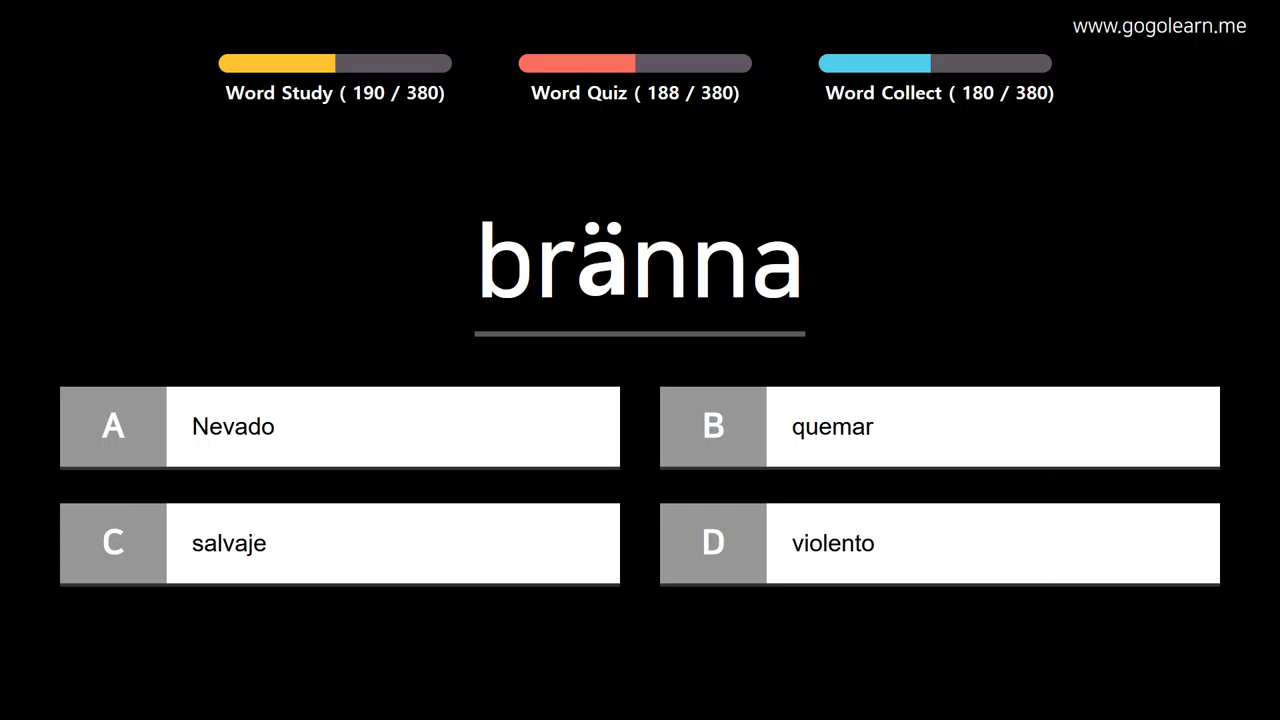 www.gogolearn.me
Word Study ( 190 / 380)
Word Quiz ( 188 / 380)
Word Collect ( 180 / 380)
bränna
A
Nevado
B
quemar
C
salvaje
D
violento